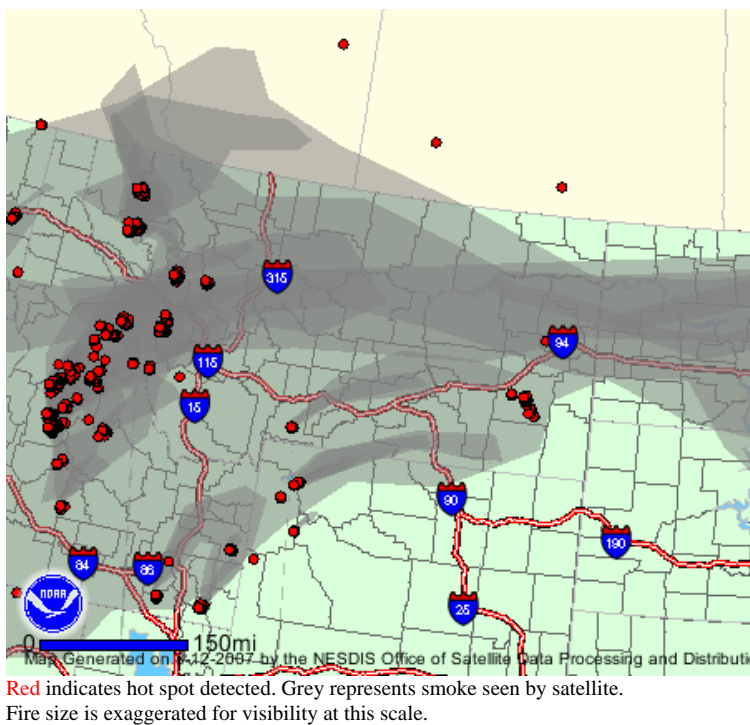 315
94
115
15
90
190
84
86
NOAA
25
0 150mi
Map Generated on 8-12-2007 by the NESDIS Office of Satellite Data Processing and Distributi
Red indicates hot spot detected. Grey represents smoke seen by satellite.
Fire size is exaggerated for visibility at this scale.